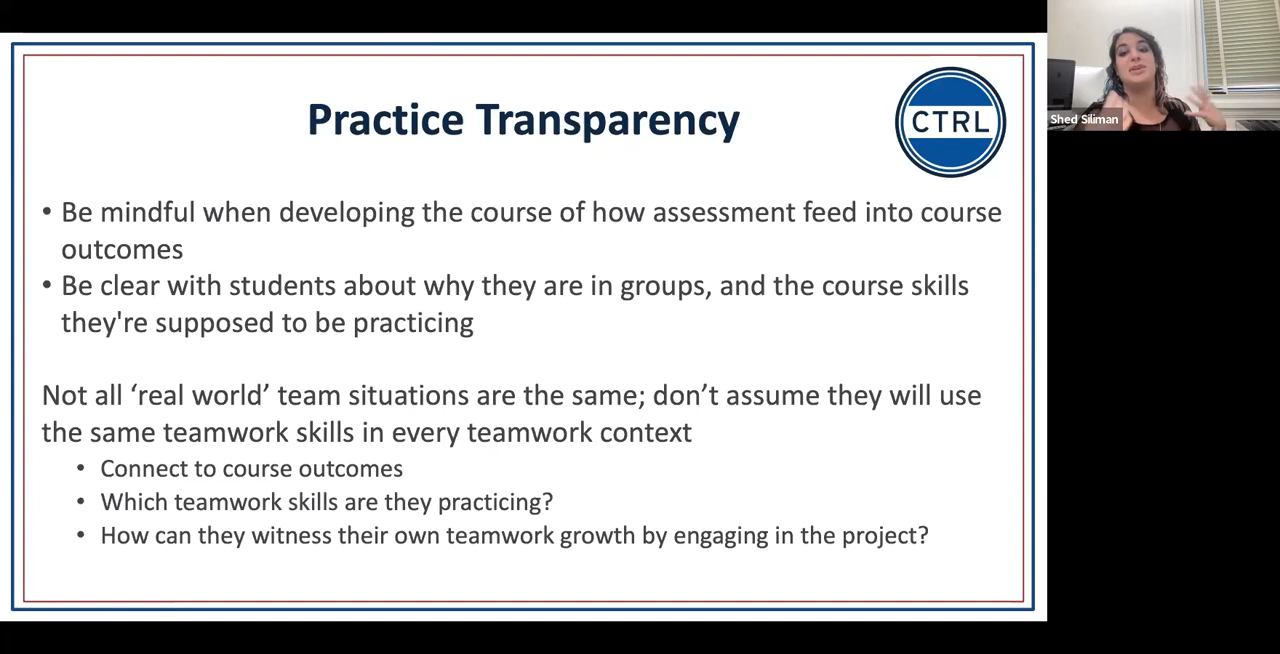 Practice Transparency
CTRL
• Be mindful when developing the course of how assessment feed into course
outcomes
• Be clear with students about why they are in groups, and the course skills
they're supposed to be practicing
Not all ‘real world’ team situations are the same; don’t assume they will use
the same teamwork skills in every teamwork context
• Connect to course outcomes
• Which teamwork skills are they practicing?
• How can they witness their own teamwork growth by engaging in the project?
Shed Siliman